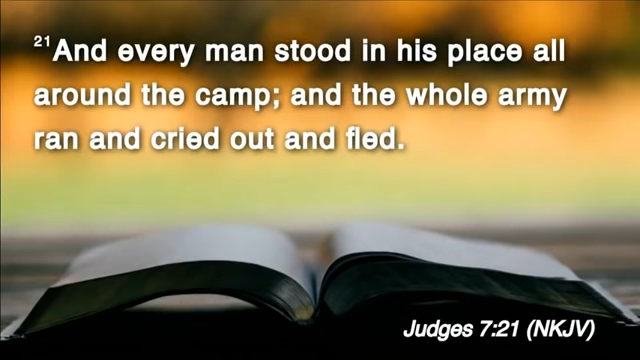 21And every man stood in his place all
around the camp; and the whole army
ran and cried out and fled.
Judges 7:21 (NKJV)